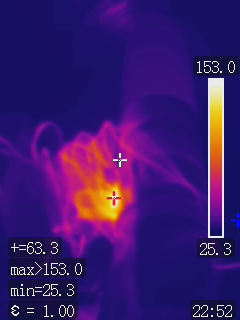 153.0
25.3
+=63.3
max>153.0
min=25.3
ε = 1.00
22:52